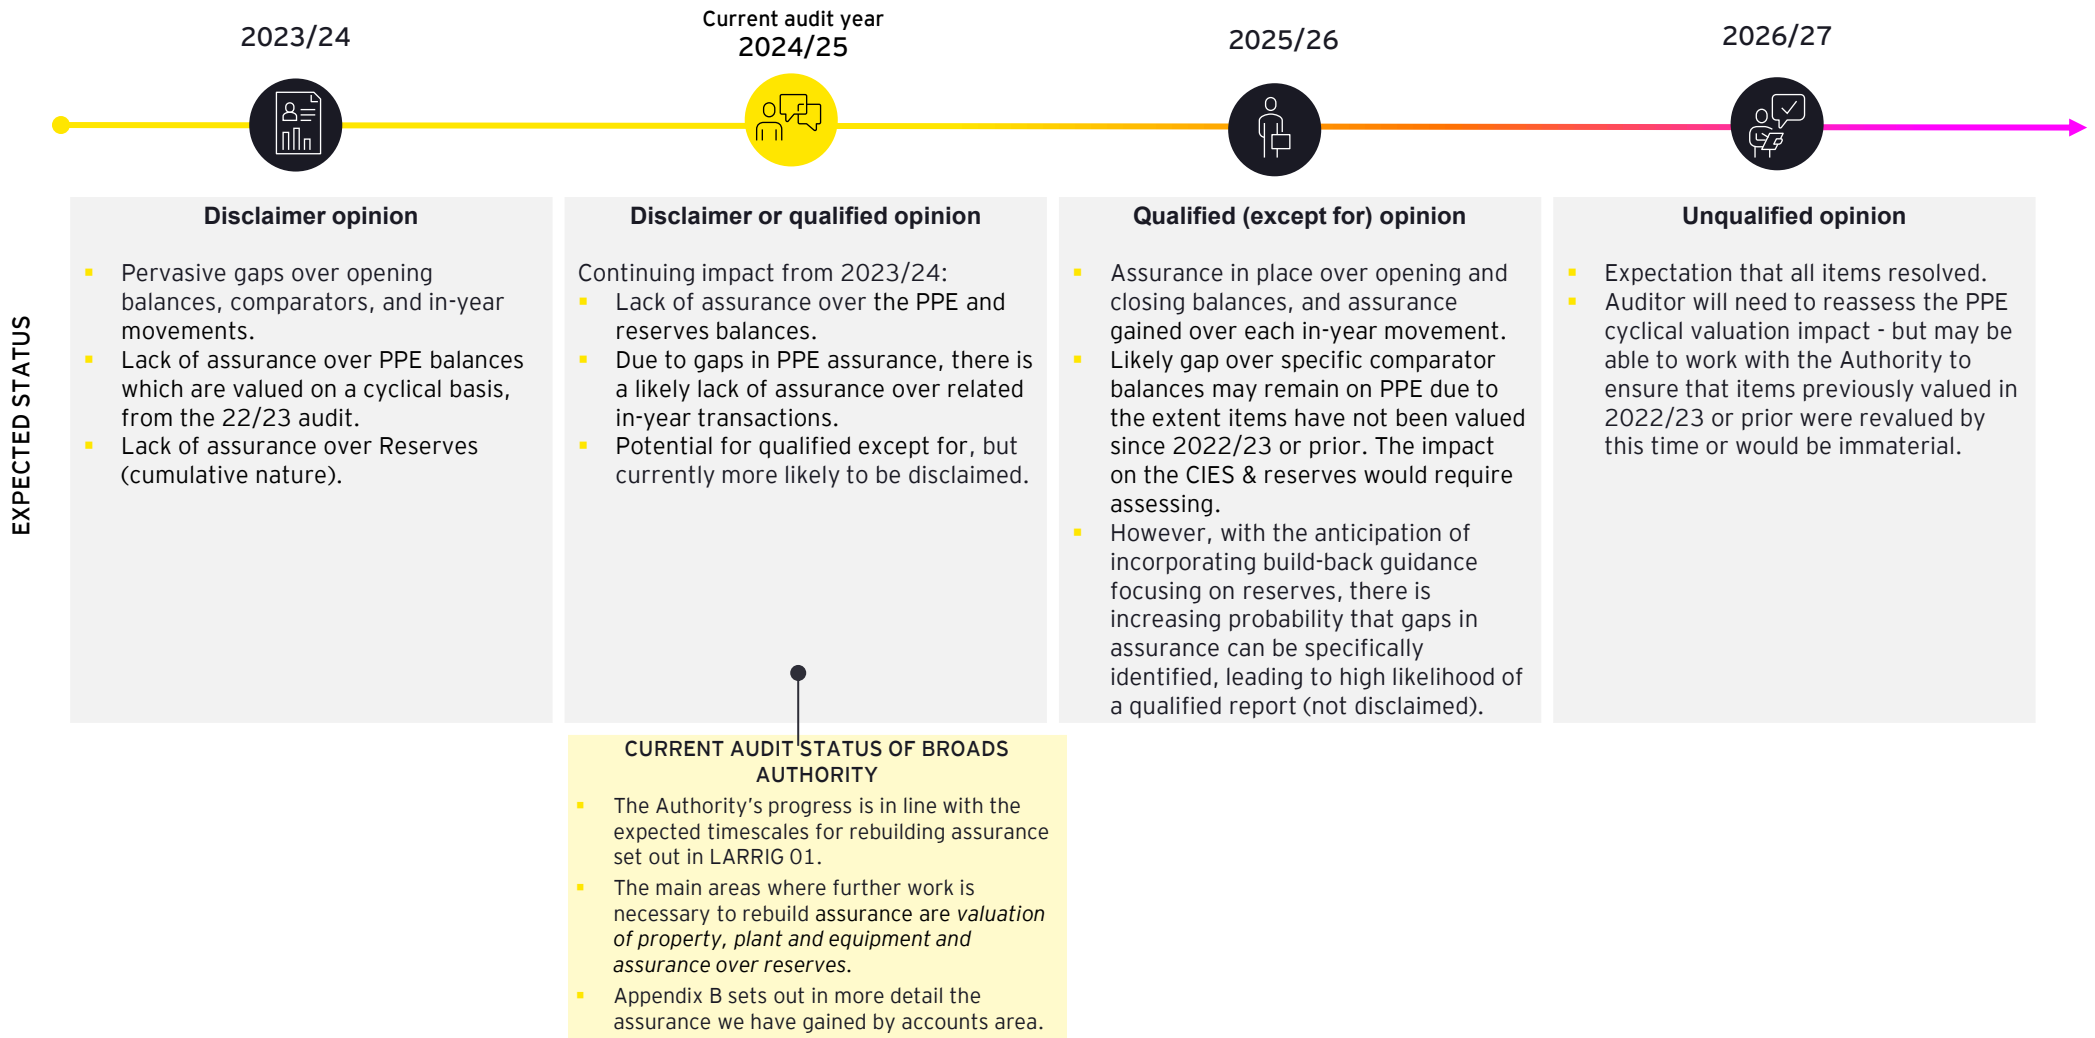 2023/24
Current audit year
2024/25
2025/26
2026/27
EXPECTED STATUS
Disclaimer opinion
▪ Pervasive gaps over opening
balances, comparators, and in-year
movements.
▪ Lack of assurance over PPE balances
which are valued on a cyclical basis,
from the 22/23 audit.
▪ Lack of assurance over Reserves
(cumulative nature).
Disclaimer or qualified opinion
Continuing impact from 2023/24:
▪ Lack of assurance over the PPE and
reserves balances.
▪ Due to gaps in PPE assurance, there is
a likely lack of assurance over related
in-year transactions.
▪ Potential for qualified except for, but
currently more likely to be disclaimed.
Qualified (except for) opinion
▪ Assurance in place over opening and
closing balances, and assurance
gained over each in-year movement.
▪ Likely gap over specific comparator
balances may remain on PPE due to
the extent items have not been valued
since 2022/23 or prior. The impact
on the CIES & reserves would require
assessing.
▪ However, with the anticipation of
incorporating build-back guidance
focusing on reserves, there is
increasing probability that gaps in
assurance can be specifically
identified, leading to high likelihood of
a qualified report (not disclaimed).
Unqualified opinion
▪ Expectation that all items resolved.
▪ Auditor will need to reassess the PPE
cyclical valuation impact - but may be
able to work with the Authority to
ensure that items previously valued in
2022/23 or prior were revalued by
this time or would be immaterial.
CURRENT AUDIT STATUS OF BROADS
AUTHORITY
▪ The Authority's progress is in line with the
expected timescales for rebuilding assurance
set out in LARRIG 01.
▪ The main areas where further work is
necessary to rebuild assurance are valuation
of property, plant and equipment and
assurance over reserves.
▪ Appendix B sets out in more detail the
assurance we have gained by accounts area.